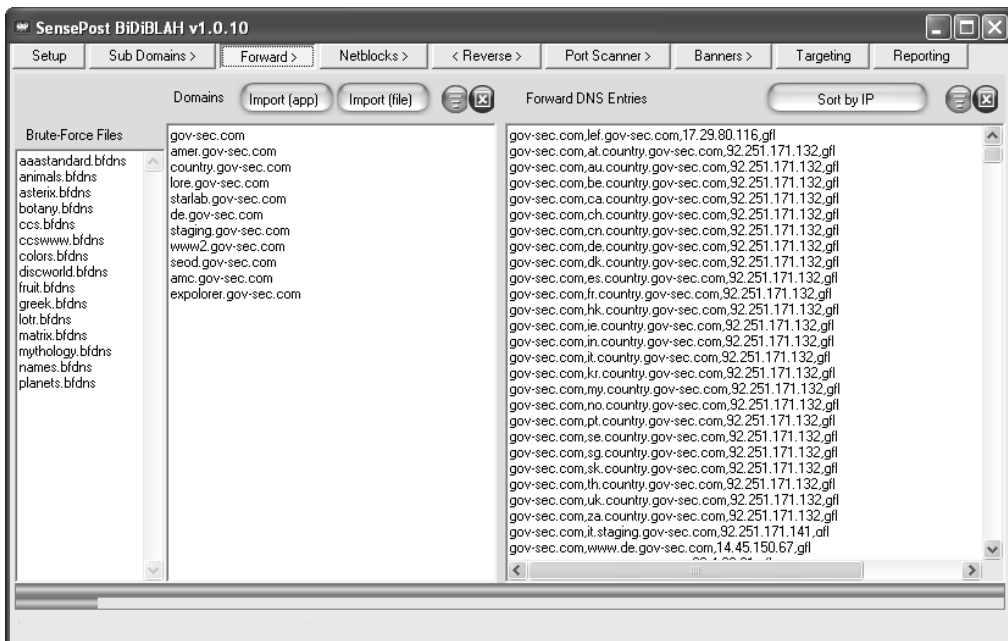 SensePost BiDiBLAH v1.0.10
Setup
Sub Domains >
Forward >
Netblocks >
< Reverse >
Port Scanner >
Banners >
Targeting
Reporting
Domains
Import (app)
Import (file)
Forward DNS Entries
Sort by IP
Brute-Force Files
aaastandard.bfdns
animals.bfdns
asterix.bfdns
botany.bfdns
ccs.bfdns
ccswww.bfdns
colors.bfdns
discworld.bfdns
fruit.bfdns
greek.bfdns
lotr.bfdns
matrix.bfdns
mythology.bfdns
names.bfdns
planets.bfdns
gov-sec.com
amer.gov-sec.com
country.gov-sec.com
lore.gov-sec.com
starlab.gov-sec.com
de.gov-sec.com
staging.gov-sec.com
www2.gov-sec.com
seod.gov-sec.com
amc.gov-sec.com
expolorer.gov-sec.com
gov-sec.com,lef.gov-sec.com,17.29.80.116,gfl
gov-sec.com,at.country.gov-sec.com,92.251.171.132,gfl
gov-sec.com,au.country.gov-sec.com,92.251.171.132,gfl
gov-sec.com,be.country.gov-sec.com,92.251.171.132,gfl
gov-sec.com,ca.country.gov-sec.com,92.251.171.132,gfl
gov-sec.com,ch.country.gov-sec.com,92.251.171.132,gfl
gov-sec.com,cn.country.gov-sec.com,92.251.171.132,gfl
gov-sec.com,de.country.gov-sec.com,92.251.171.132,gfl
gov-sec.com,dk.country.gov-sec.com,92.251.171.132,gfl
gov-sec.com,es.country.gov-sec.com,92.251.171.132,gfl
gov-sec.com,fr.country.gov-sec.com,92.251.171.132,gfl
gov-sec.com,hk.country.gov-sec.com,92.251.171.132,gfl
gov-sec.com,ie.country.gov-sec.com,92.251.171.132,gfl
gov-sec.com,in.country.gov-sec.com,92.251.171.132,gfl
gov-sec.com,it.country.gov-sec.com,92.251.171.132,gfl
gov-sec.com,kr.country.gov-sec.com,92.251.171.132,gfl
gov-sec.com,my.country.gov-sec.com,92.251.171.132,gfl
gov-sec.com,no.country.gov-sec.com,92.251.171.132,gfl
gov-sec.com,pt.country.gov-sec.com,92.251.171.132,gfl
gov-sec.com,se.country.gov-sec.com,92.251.171.132,gfl
gov-sec.com,sg.country.gov-sec.com,92.251.171.132,gfl
gov-sec.com,sk.country.gov-sec.com,92.251.171.132,gfl
gov-sec.com,th.country.gov-sec.com,92.251.171.132,gfl
gov-sec.com,uk.country.gov-sec.com,92.251.171.132,gfl
gov-sec.com,za.country.gov-sec.com,92.251.171.132,gfl
gov-sec.com,it.staging.gov-sec.com,92.251.171.141,gfl
gov-sec.com,www.de.gov-sec.com,14.45.150.67,gfl